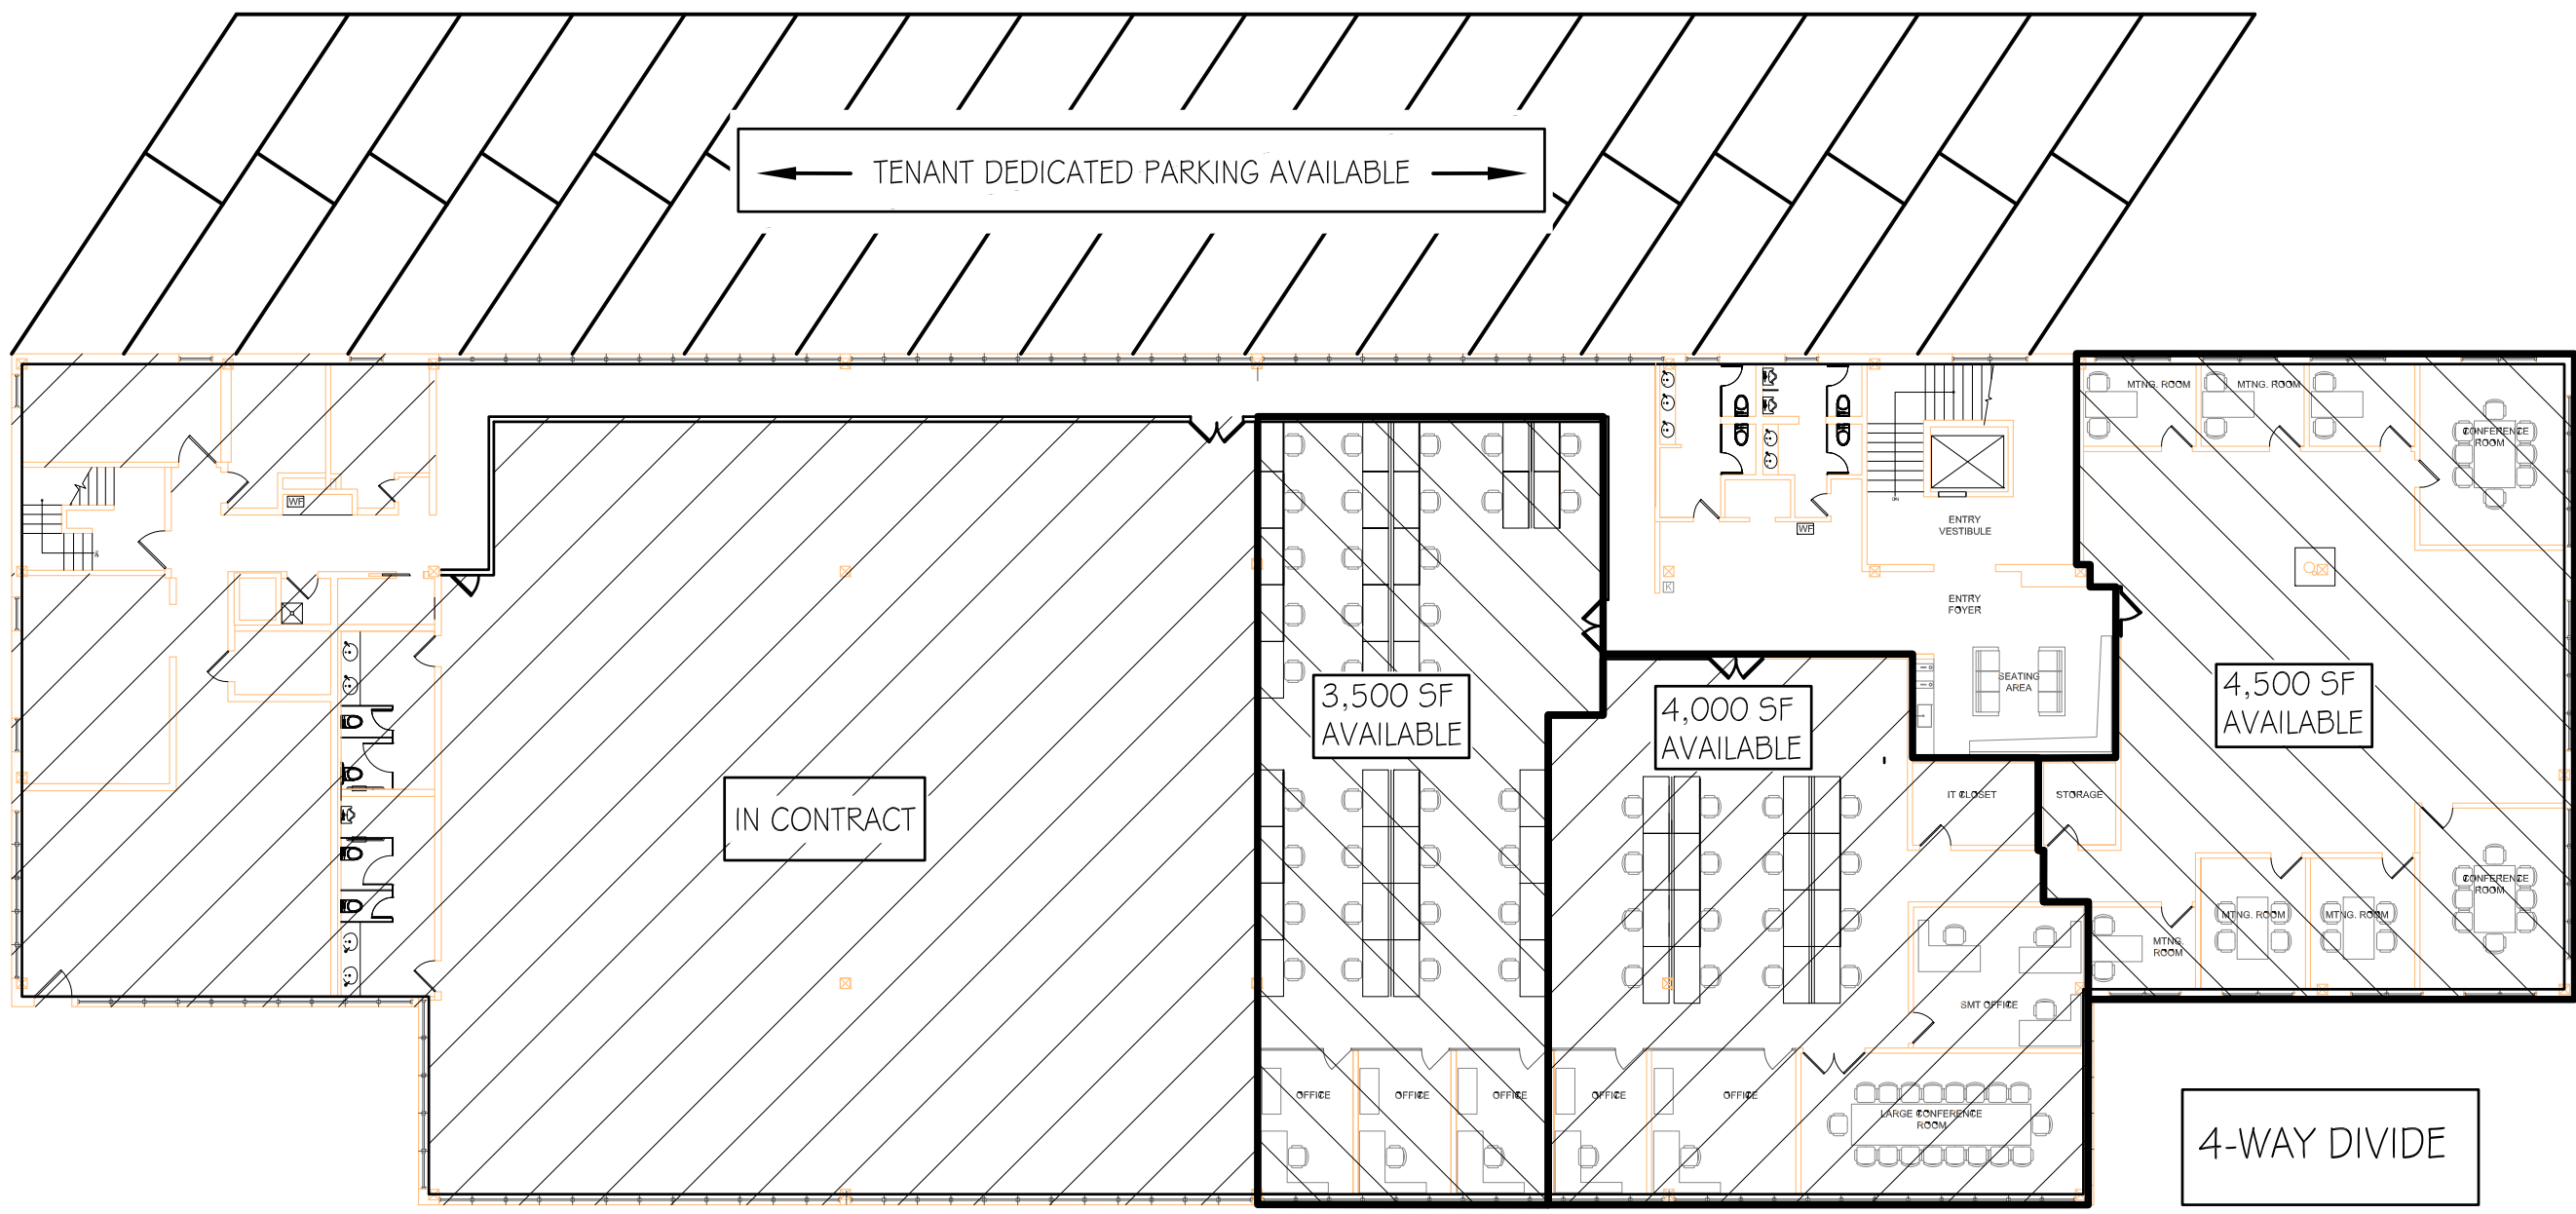 TENANT DEDICATED PARKING AVAILABLE
MTNG. ROOM
MTNG. ROOM
CONFERENCE
ROOM
WF
WF
ENTRY
VESTIBULE
K
ENTRY
FOYER
SEATING
AREA
3,500 SF
AVAILABLE
4,000 SF
AVAILABLE
4,500 SF
AVAILABLE
IN CONTRACT
IT CLOSET
STORAGE
CONFERENCE
ROOM
MTNG. ROOM
MTNG. ROOM
MTNG.
ROOM
SMT OFFICE
OFFICE
OFFICE
OFFICE
OFFICE
OFFICE
LARGE CONFERENCE
ROOM
4-WAY DIVIDE